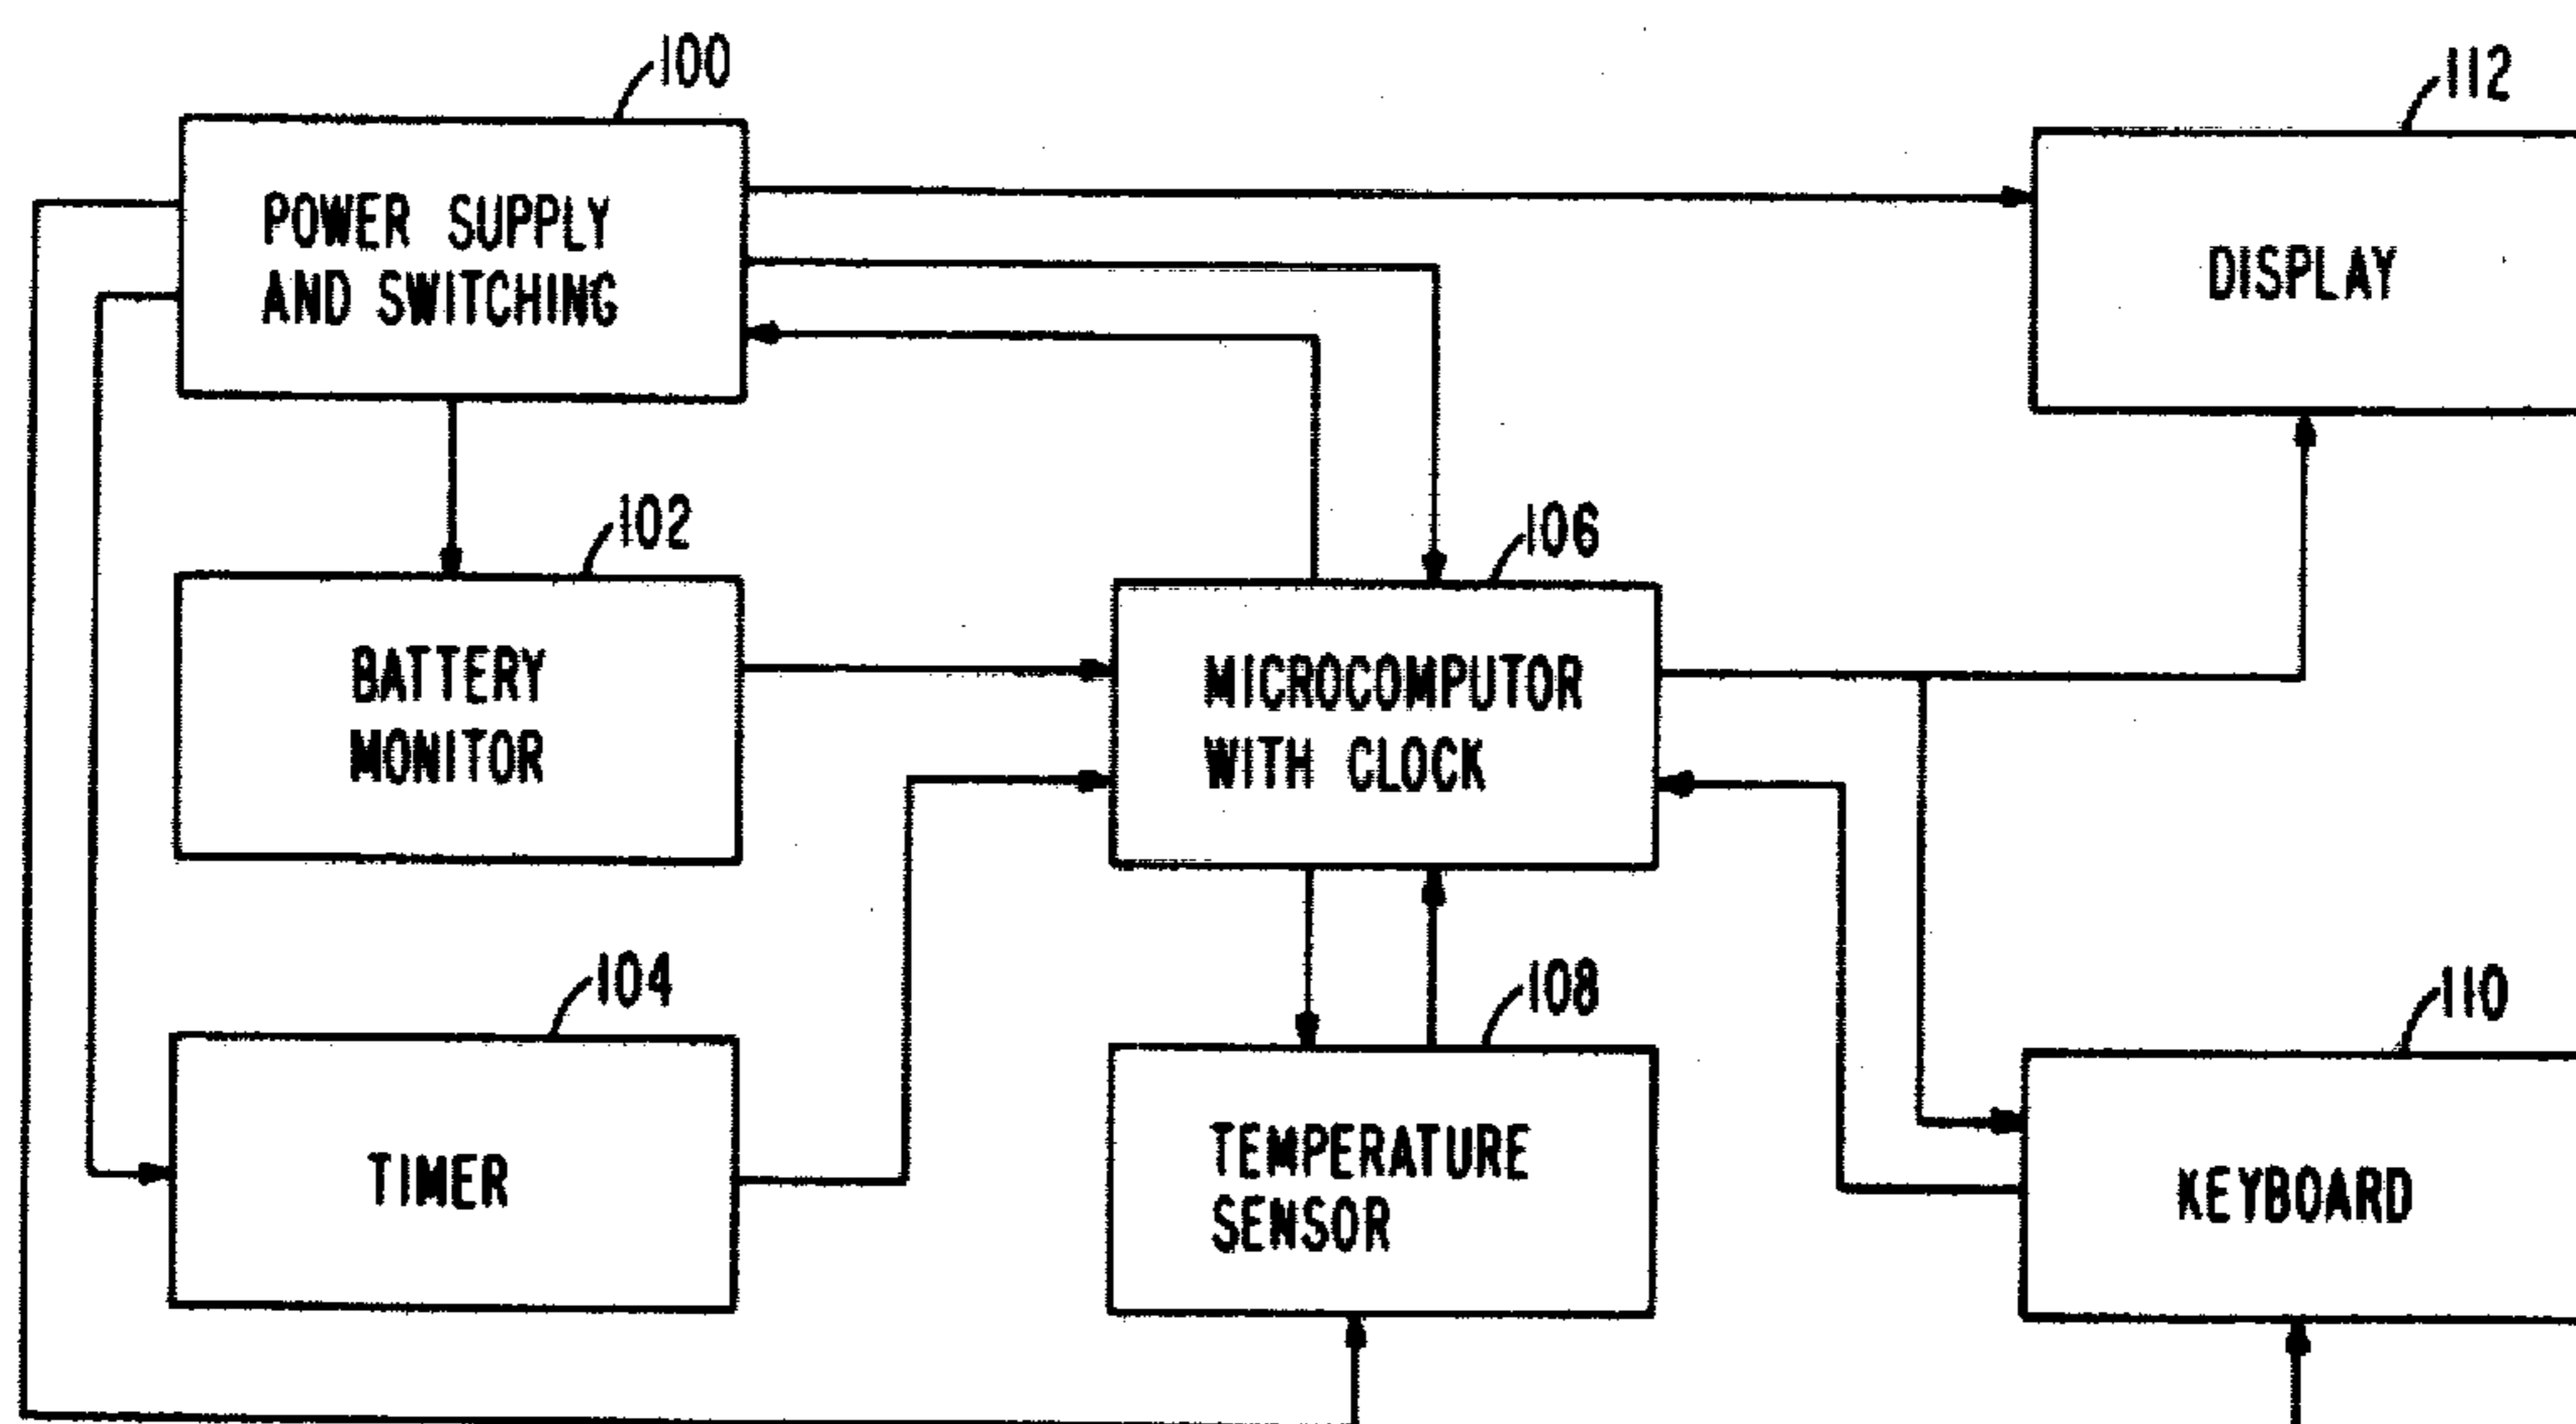 100
112
POWER SUPPLY
AND SWITCHING
DISPLAY
102
106
BATTERY
MONITOR
MICROCOMPUTOR
WITH CLOCK
104
108
110
TIMER
TEMPERATURE
SENSOR
KEYBOARD